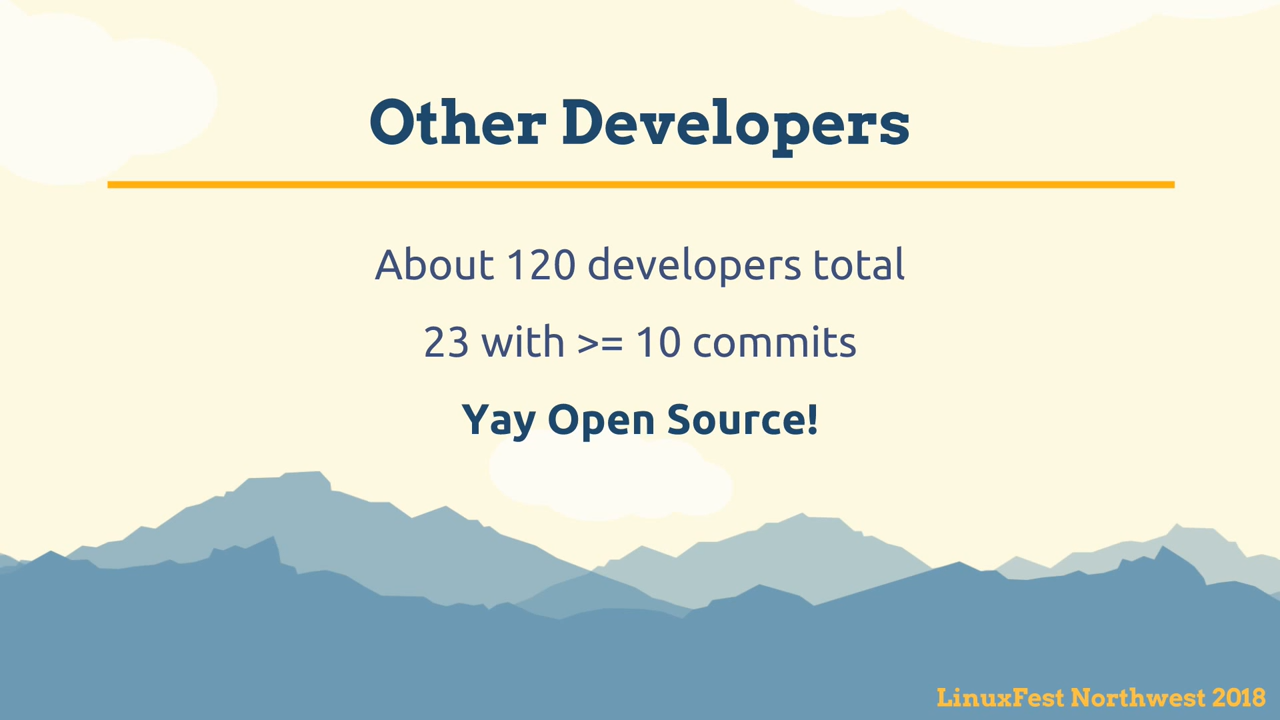 Other Developers
About 120 developers total
23 with >= 10 commits
Yay Open Source!
LinuxFest Northwest 2018